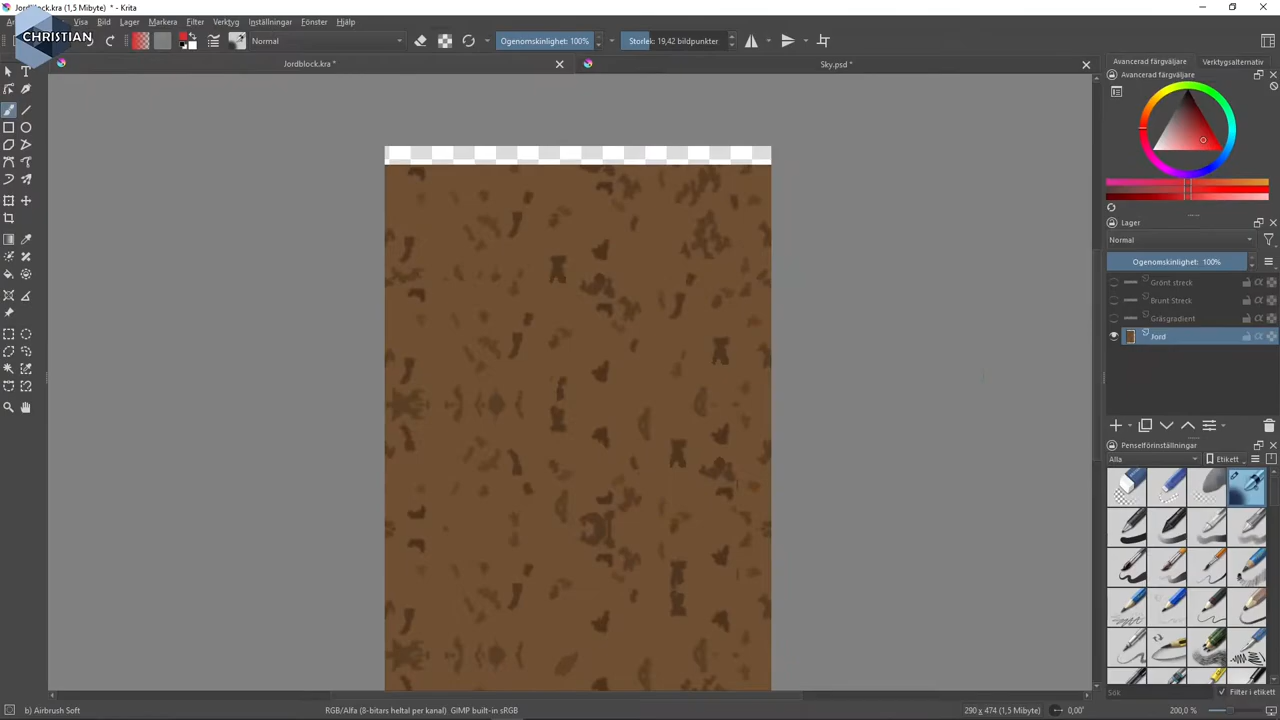 Jordblock.kra (1,5 Mibyte) * - Krita
CHRISTIAN
Visa Bild Lager Markera Filter Verktyg Inställningar Fönster Hjälp
Normal Ogenomskinlighet: 100% Storlek: 19,42 bildpunkter
Jordblock.kra * Sky.psd *
Avancerad färgväljare Verktygsalternativ
Avancerad färgväljare
Lager
Normal
Ogenomskinlighet: 100%
Grönt streck
Brunt Streck
Gräsgradient
Jord
Penselförinställningar
Alla Etikett
Sök Filter i etikett
b) Airbrush Soft RGB/Alfa (8-bitars heltal per kanal) GIMP built-in sRGB 290 x 474 (1,5 Mibyte) 0,00° 200,0 %